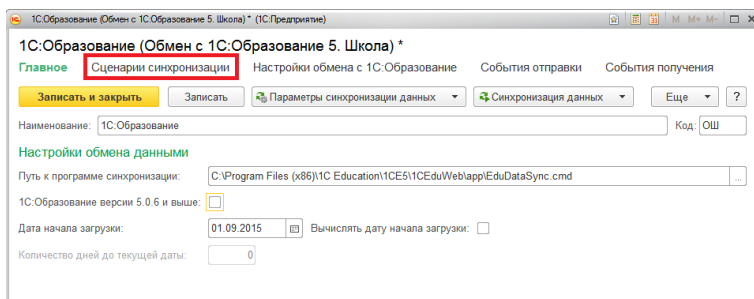 1С:Образование (Обмен с 1С:Образование 5. Школа) * (1С:Предприятие) 31 M M+ M-
1С:Образование (Обмен с 1С:Образование 5. Школа) *
Главное Сценарии синхронизации Настройки обмена с 1С:Образование События отправки События получения
Записать и закрыть Записать Параметры синхронизации данных Синхронизация данных Еще ?
Наименование: 1С:Образование Код: ОШ
Настройки обмена данными
Путь к программе синхронизации: C:\Program Files (x86)\1C Education\1CE5\1CEduWeb\app\EduDataSync.cmd ...
1С:Образование версии 5.0.6 и выше:
Дата начала загрузки: 01.09.2015 Вычислять дату начала загрузки:
Количество дней до текущей даты: 0